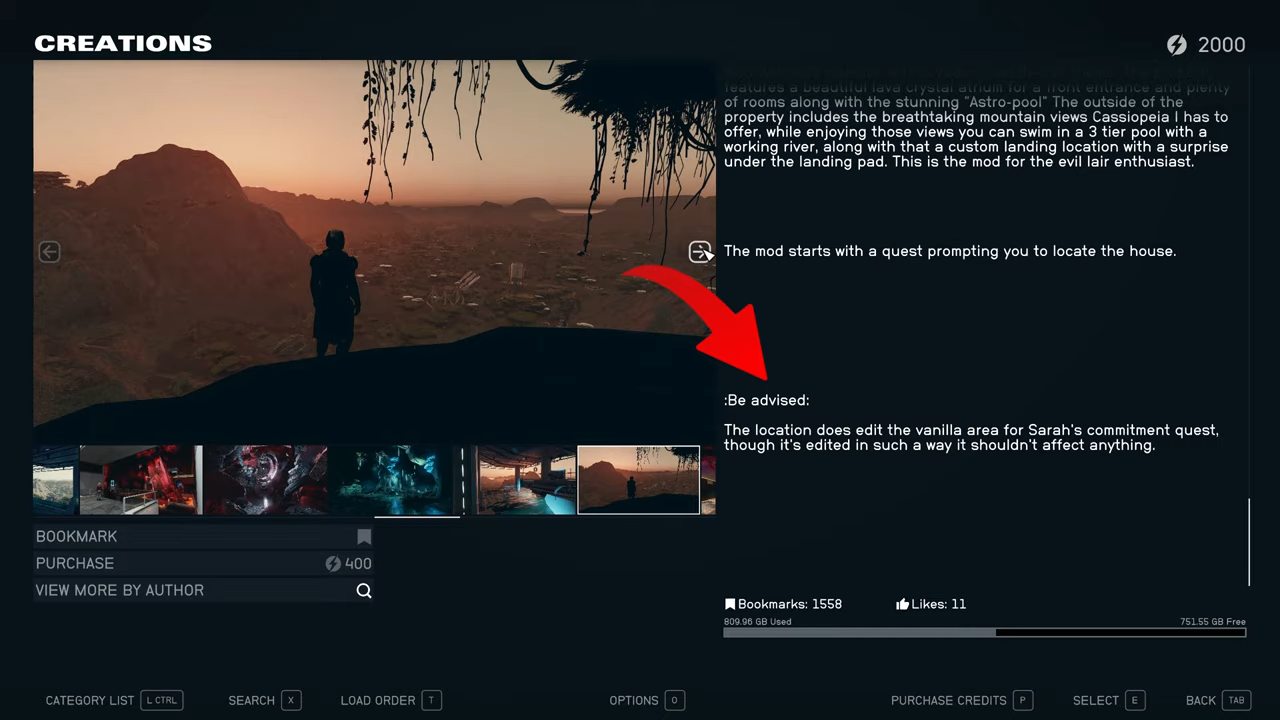 CREATIONS
2000
features a beautiful lava crystal atrium for a front entrance and plenty
of rooms along with the stunning "Astro-pool" The outside of the
property includes the breathtaking mountain views Cassiopeia I has to
offer, while enjoying those views you can swim in a 3 tier pool with a
working river, along with that a custom landing location with a surprise
under the landing pad. This is the mod for the evil lair enthusiast.
The mod starts with a quest prompting you to locate the house.
:Be advised:
The location does edit the vanilla area for Sarah's commitment quest,
though it's edited in such a way it shouldn't affect anything.
BOOKMARK
PURCHASE 400
VIEW MORE BY AUTHOR
Bookmarks: 1558 Likes: 11
809.96 GB Used 751.55 GB Free
CATEGORY LIST L CTRL SEARCH X LOAD ORDER T OPTIONS O PURCHASE CREDITS P SELECT E BACK TAB